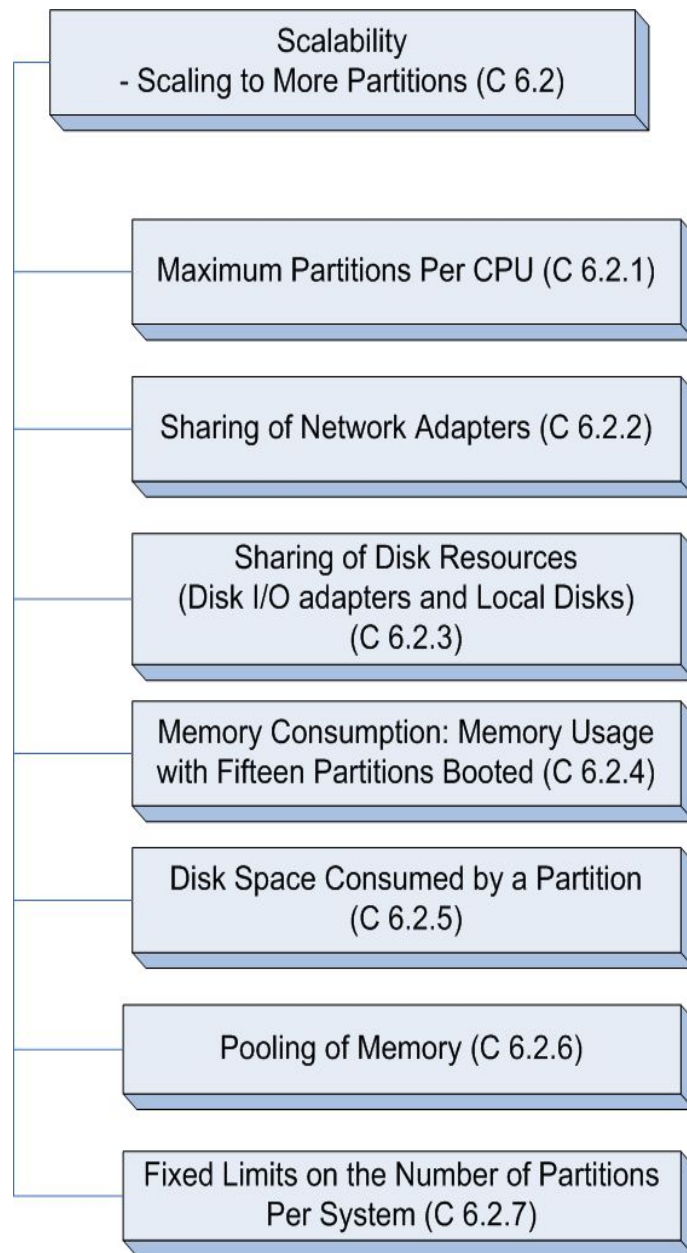 Scalability
- Scaling to More Partitions (C 6.2)
Maximum Partitions Per CPU (C 6.2.1)
Sharing of Network Adapters (C 6.2.2)
Sharing of Disk Resources
(Disk I/O adapters and Local Disks)
(C 6.2.3)
Memory Consumption: Memory Usage
with Fifteen Partitions Booted (C 6.2.4)
Disk Space Consumed by a Partition
(C 6.2.5)
Pooling of Memory (C 6.2.6)
Fixed Limits on the Number of Partitions
Per System (C 6.2.7)